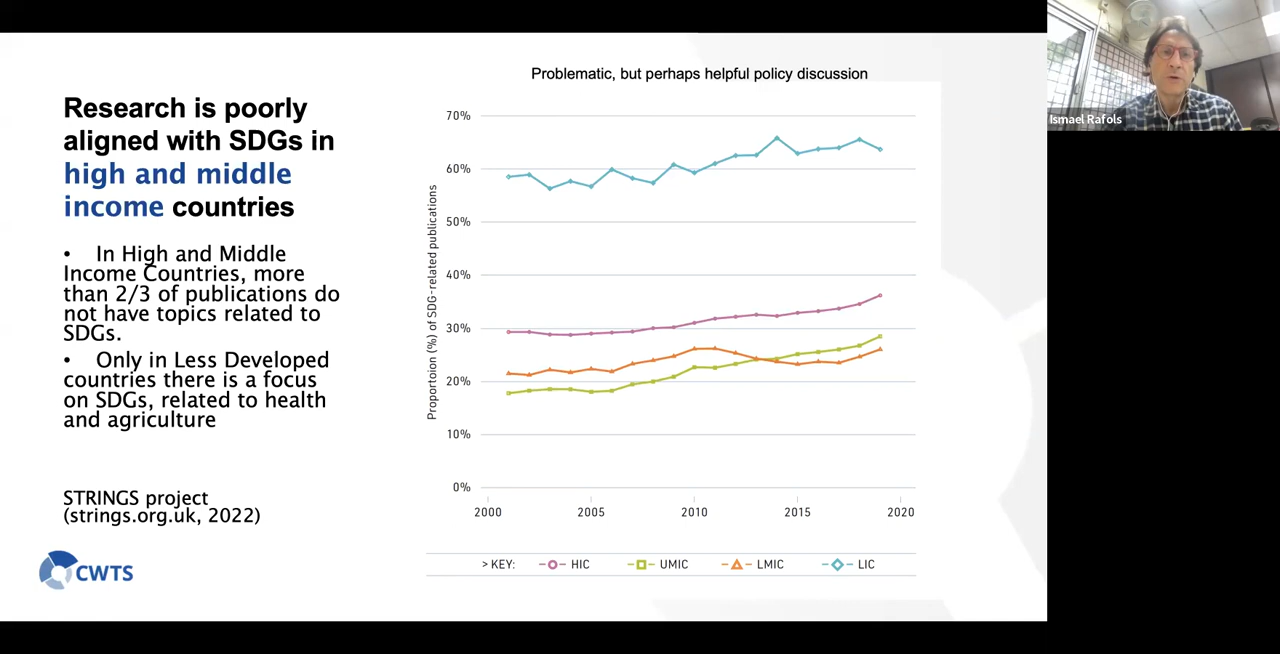 Research is poorly
aligned with SDGs in
high and middle
income countries
• In High and Middle
Income Countries, more
than 2/3 of publications do
not have topics related to
SDGs.
• Only in Less Developed
countries there is a focus
on SDGs, related to health
and agriculture
STRINGS project
(strings.org.uk, 2022)
CWTS
Problematic, but perhaps helpful policy discussion
Proportoion (%) of SDG-related publications
70%
60%
50%
40%
30%
20%
10%
0%
2000 2005 2010 2015 2020
> KEY: HIC UMIC LMIC LIC
Ismael Rafols